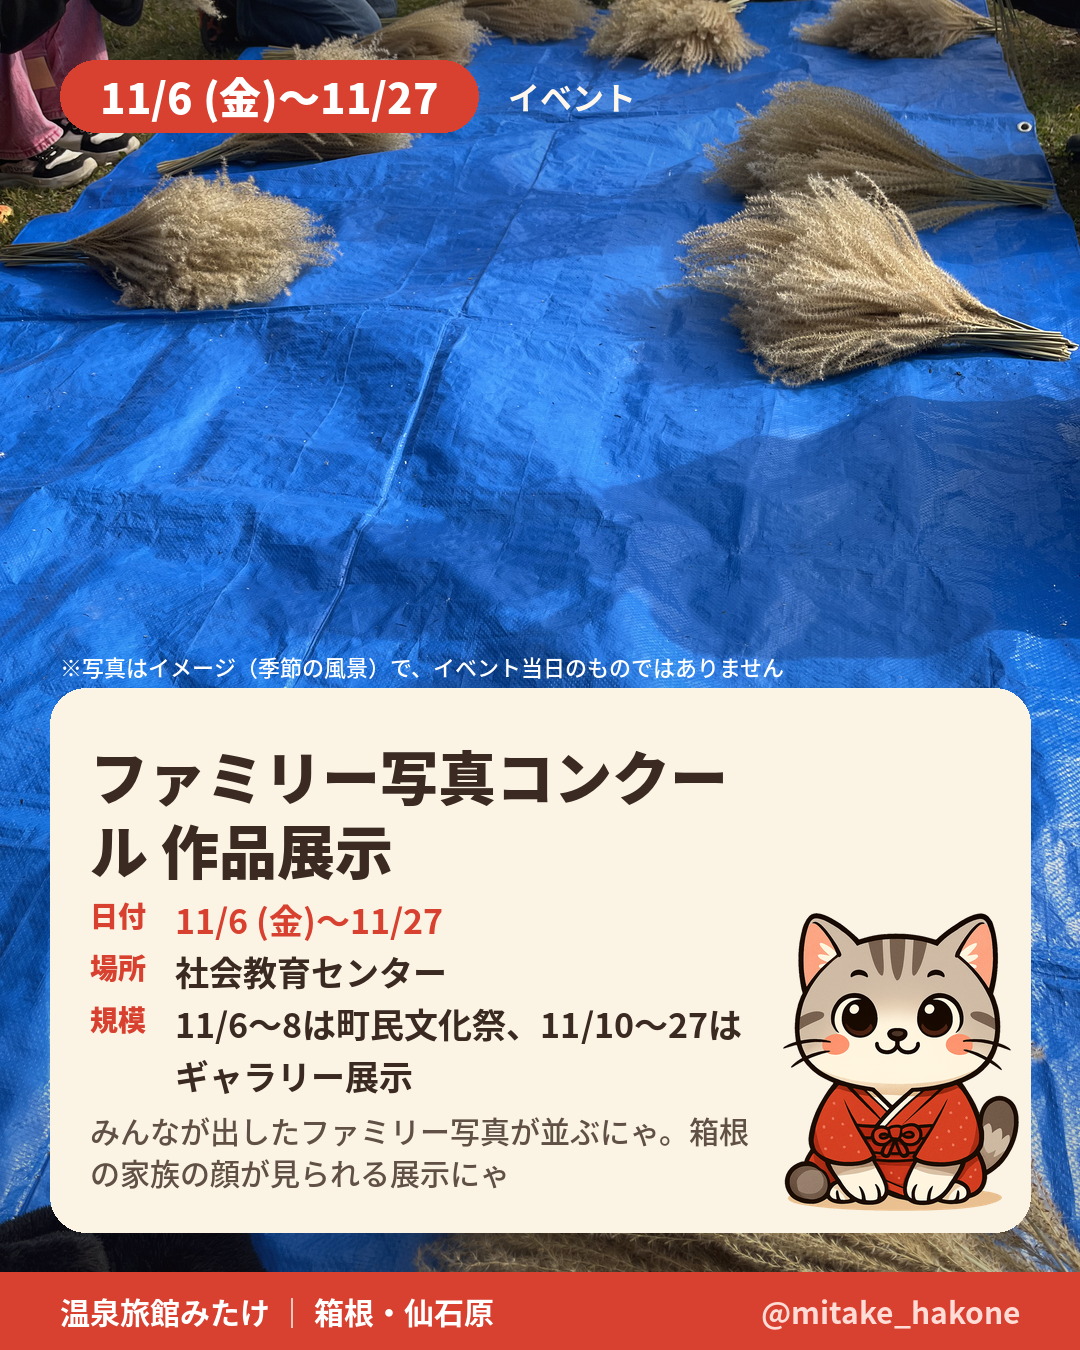 11/6 (金)〜11/27
イベント
※写真はイメージ（季節の風景）で、イベント当日のものではありません
ファミリー写真コンクー
ル 作品展示
日付 11/6 (金)〜11/27
場所 社会教育センター
規模 11/6〜8は町民文化祭、11/10〜27は
ギャラリー展示
みんなが出したファミリー写真が並ぶにゃ。箱根
の家族の顔が見られる展示にゃ
温泉旅館みたけ｜箱根・仙石原
@mitake_hakone